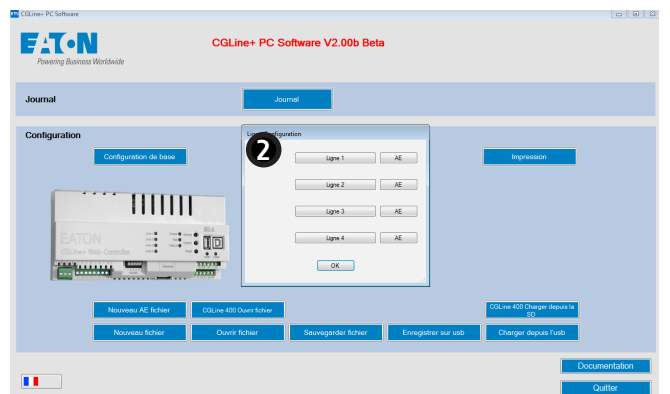 CGLine+ PC Software
EATON
Powering Business Worldwide
CGLine+ PC Software V2.00b Beta
Journal
Journal
Configuration
Configuration de base
Impression
2
Ligne 1
AE
Ligne 2
AE
Ligne 3
AE
Ligne 4
AE
OK
EATON
CGLine+ Web-Controller
Nouveau AE fichier
CGLine 400 Ouvrir fichier
CGLine 400 Charger depuis la
SD
Nouveau fichier
Ouvrir fichier
Sauvegarder fichier
Enregistrer sur usb
Charger depuis l'usb
Documentation
Quitter